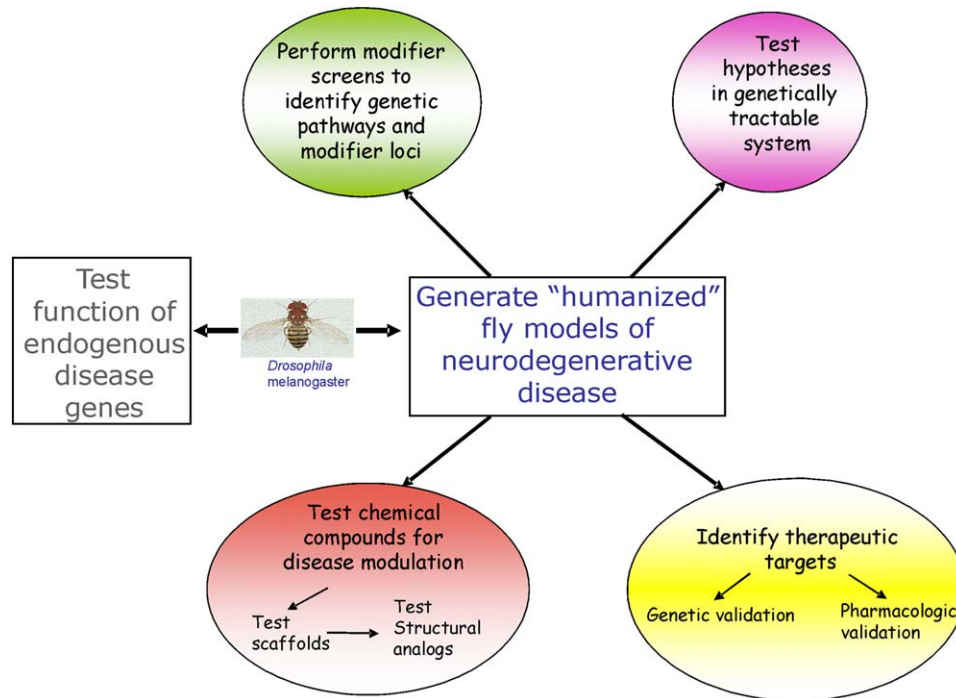 Perform modifier
screens to
identify genetic
pathways and
modifier loci
Test
hypotheses
in genetically
tractable
system
Test
function of
endogenous
disease
genes
Drosophila
melanogaster
Generate “humanized”
fly models of
neurodegenerative
disease
Test chemical
compounds for
disease modulation
Test
scaffolds
Test
Structural
analogs
Identify therapeutic
targets
Genetic validation
Pharmacologic
validation